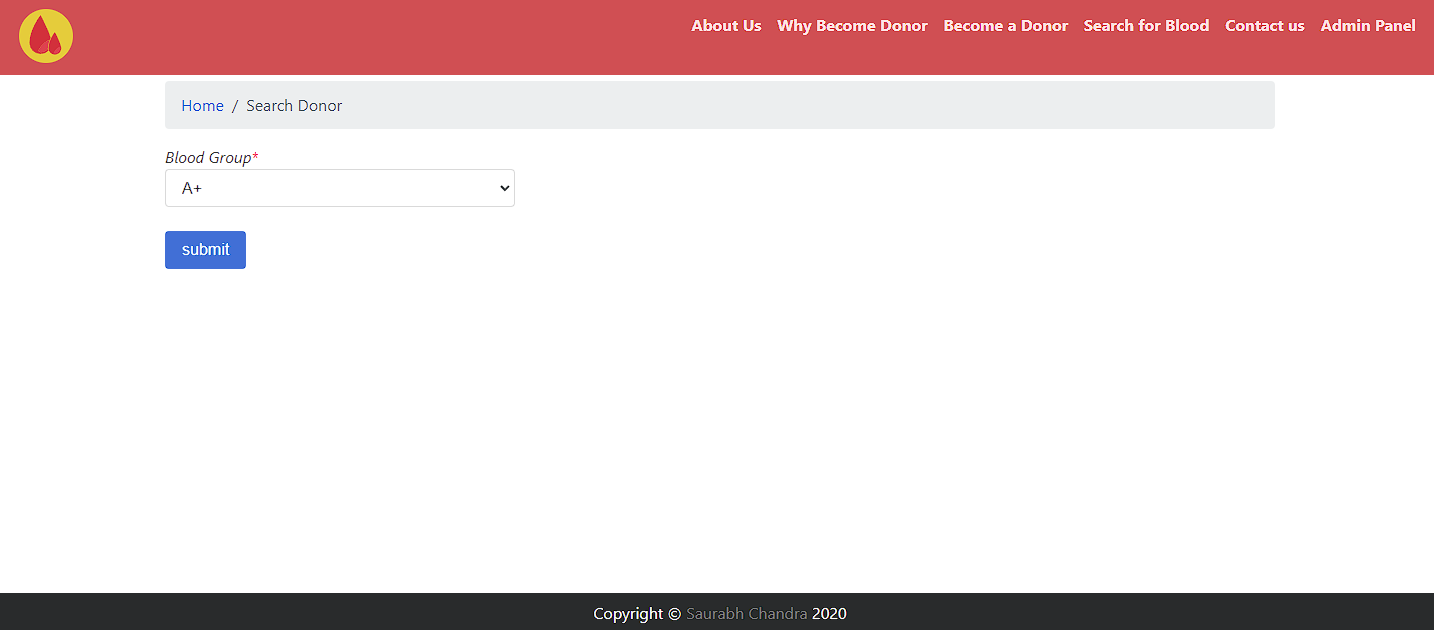 About Us Why Become Donor Become a Donor Search for Blood Contact us Admin Panel
Home / Search Donor
Blood Group*
A+
submit
Copyright © Saurabh Chandra 2020